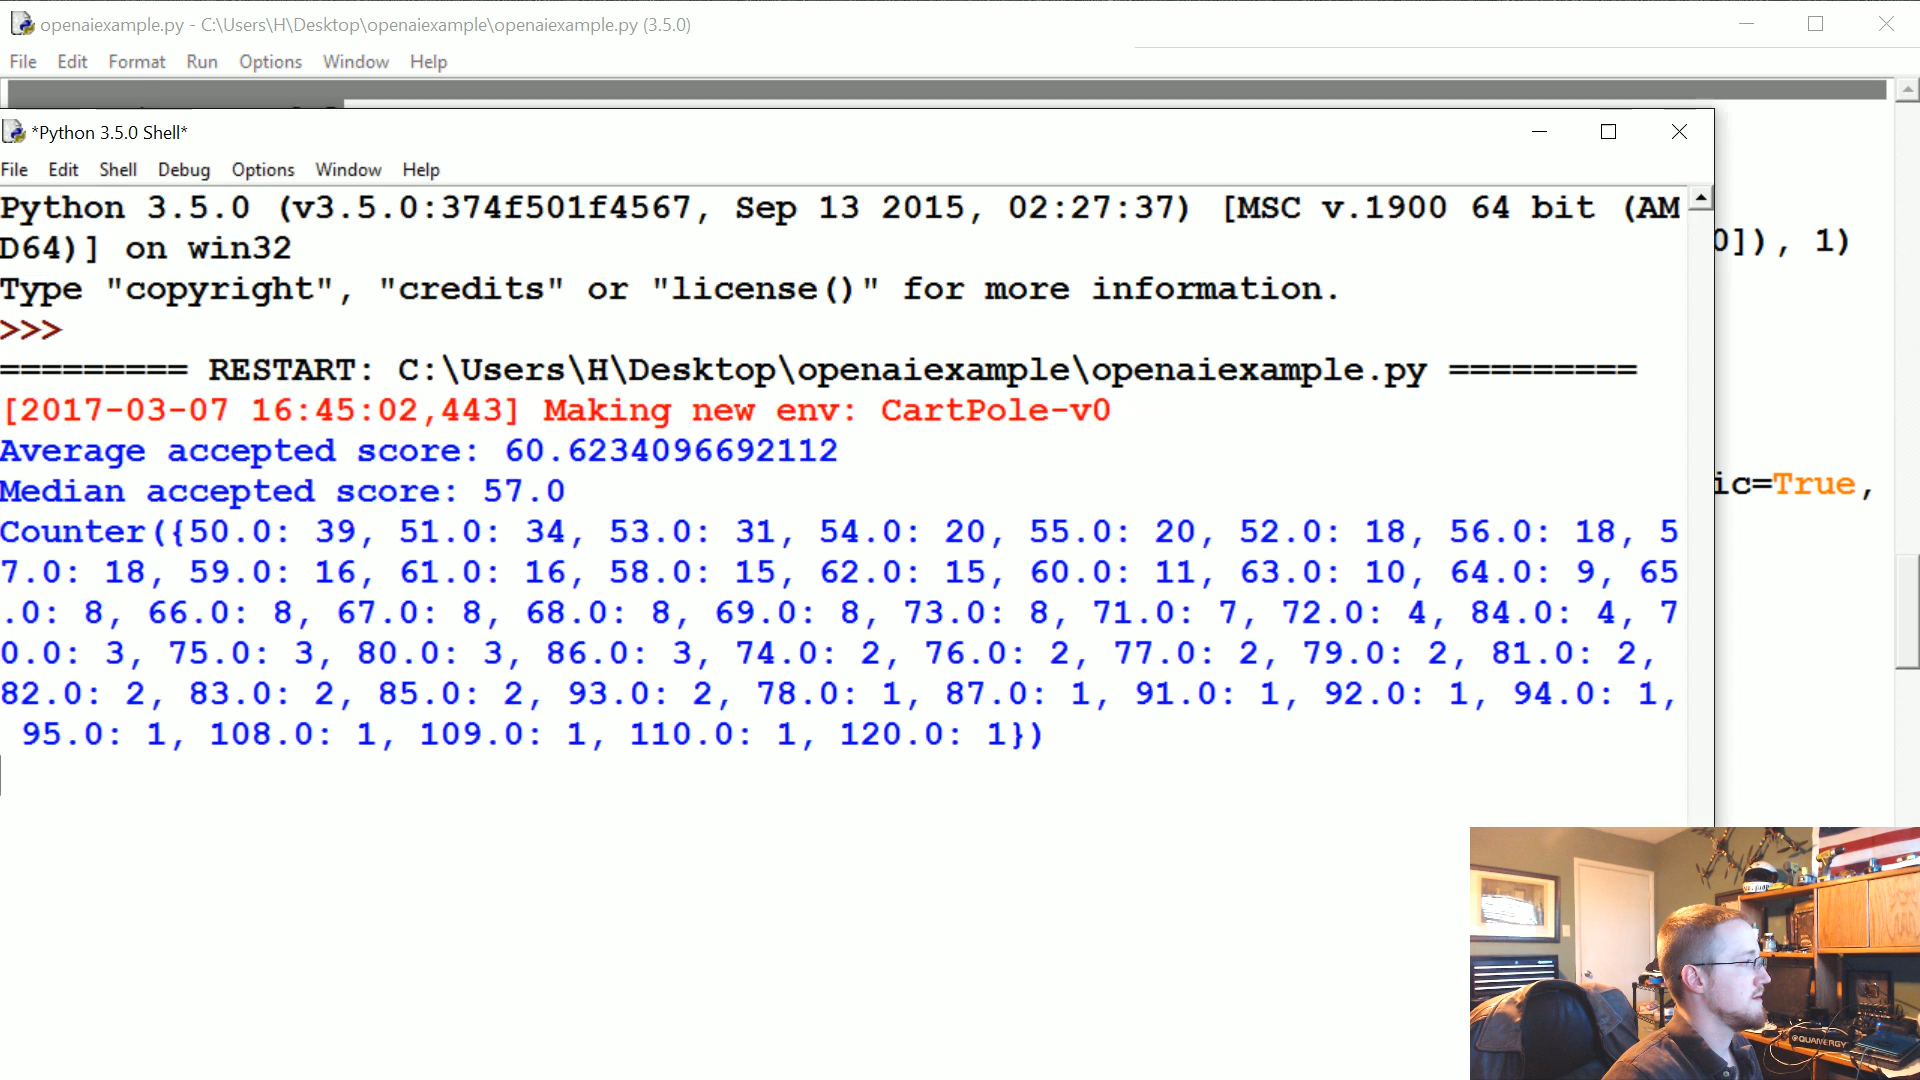 openaiexample.py - C:\Users\H\Desktop\openaiexample\openaiexample.py (3.5.0)
File Edit Format Run Options Window Help
*Python 3.5.0 Shell*
File Edit Shell Debug Options Window Help
Python 3.5.0 (v3.5.0:374f501f4567, Sep 13 2015, 02:27:37) [MSC v.1900 64 bit (AM
D64)] on win32
0]), 1)
Type "copyright", "credits" or "license()" for more information.
>>>
========= RESTART: C:\Users\H\Desktop\openaiexample\openaiexample.py =========
[2017-03-07 16:45:02,443] Making new env: CartPole-v0
Average accepted score: 60.6234096692112
Median accepted score: 57.0
ic=True,
Counter({50.0: 39, 51.0: 34, 53.0: 31, 54.0: 20, 55.0: 20, 52.0: 18, 56.0: 18, 5
7.0: 18, 59.0: 16, 61.0: 16, 58.0: 15, 62.0: 15, 60.0: 11, 63.0: 10, 64.0: 9, 65
.0: 8, 66.0: 8, 67.0: 8, 68.0: 8, 69.0: 8, 73.0: 8, 71.0: 7, 72.0: 4, 84.0: 4, 7
0.0: 3, 75.0: 3, 80.0: 3, 86.0: 3, 74.0: 2, 76.0: 2, 77.0: 2, 79.0: 2, 81.0: 2,
82.0: 2, 83.0: 2, 85.0: 2, 93.0: 2, 78.0: 1, 87.0: 1, 91.0: 1, 92.0: 1, 94.0: 1,
95.0: 1, 108.0: 1, 109.0: 1, 110.0: 1, 120.0: 1})
QUANERGY